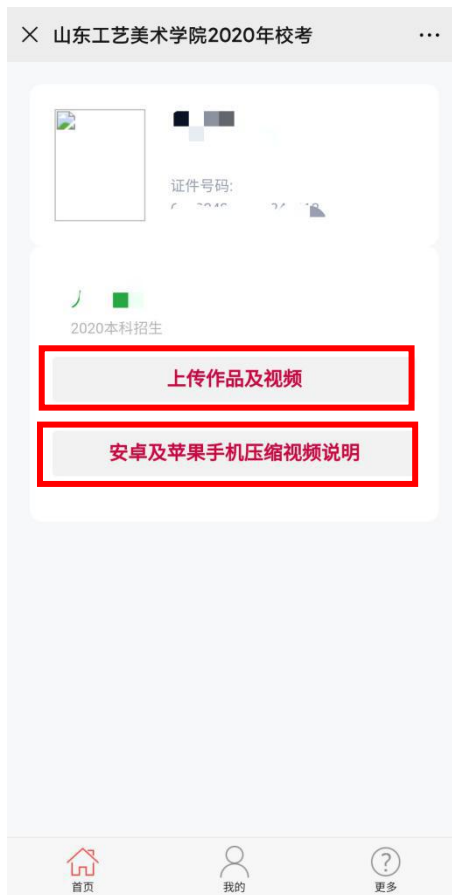 山东工艺美术学院2020年校考
证件号码:
2020本科招生
上传作品及视频
安卓及苹果手机压缩视频说明
首页
我的
更多